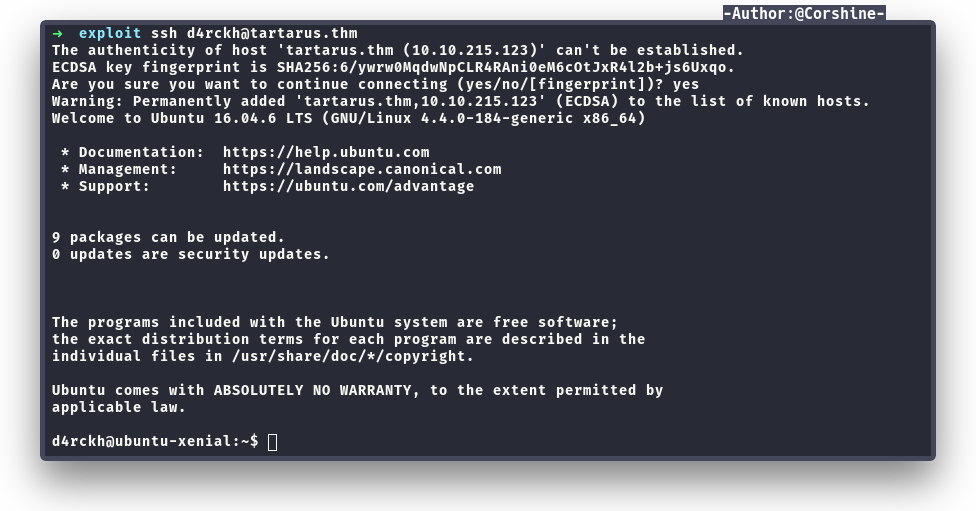 -Author:@Corshine-
→ exploit ssh d4rckh@tartarus.thm
The authenticity of host 'tartarus.thm (10.10.215.123)' can't be established.
ECDSA key fingerprint is SHA256:6/ywrw0MqdwNpCLR4RAni0eM6cOtJxR4l2b+js6Uxqo.
Are you sure you want to continue connecting (yes/no/[fingerprint])? yes
Warning: Permanently added 'tartarus.thm,10.10.215.123' (ECDSA) to the list of known hosts.
Welcome to Ubuntu 16.04.6 LTS (GNU/Linux 4.4.0-184-generic x86_64)
* Documentation:  https://help.ubuntu.com
* Management:     https://landscape.canonical.com
* Support:        https://ubuntu.com/advantage
9 packages can be updated.
0 updates are security updates.
The programs included with the Ubuntu system are free software;
the exact distribution terms for each program are described in the
individual files in /usr/share/doc/*/copyright.
Ubuntu comes with ABSOLUTELY NO WARRANTY, to the extent permitted by
applicable law.
d4rckh@ubuntu-xenial:~$